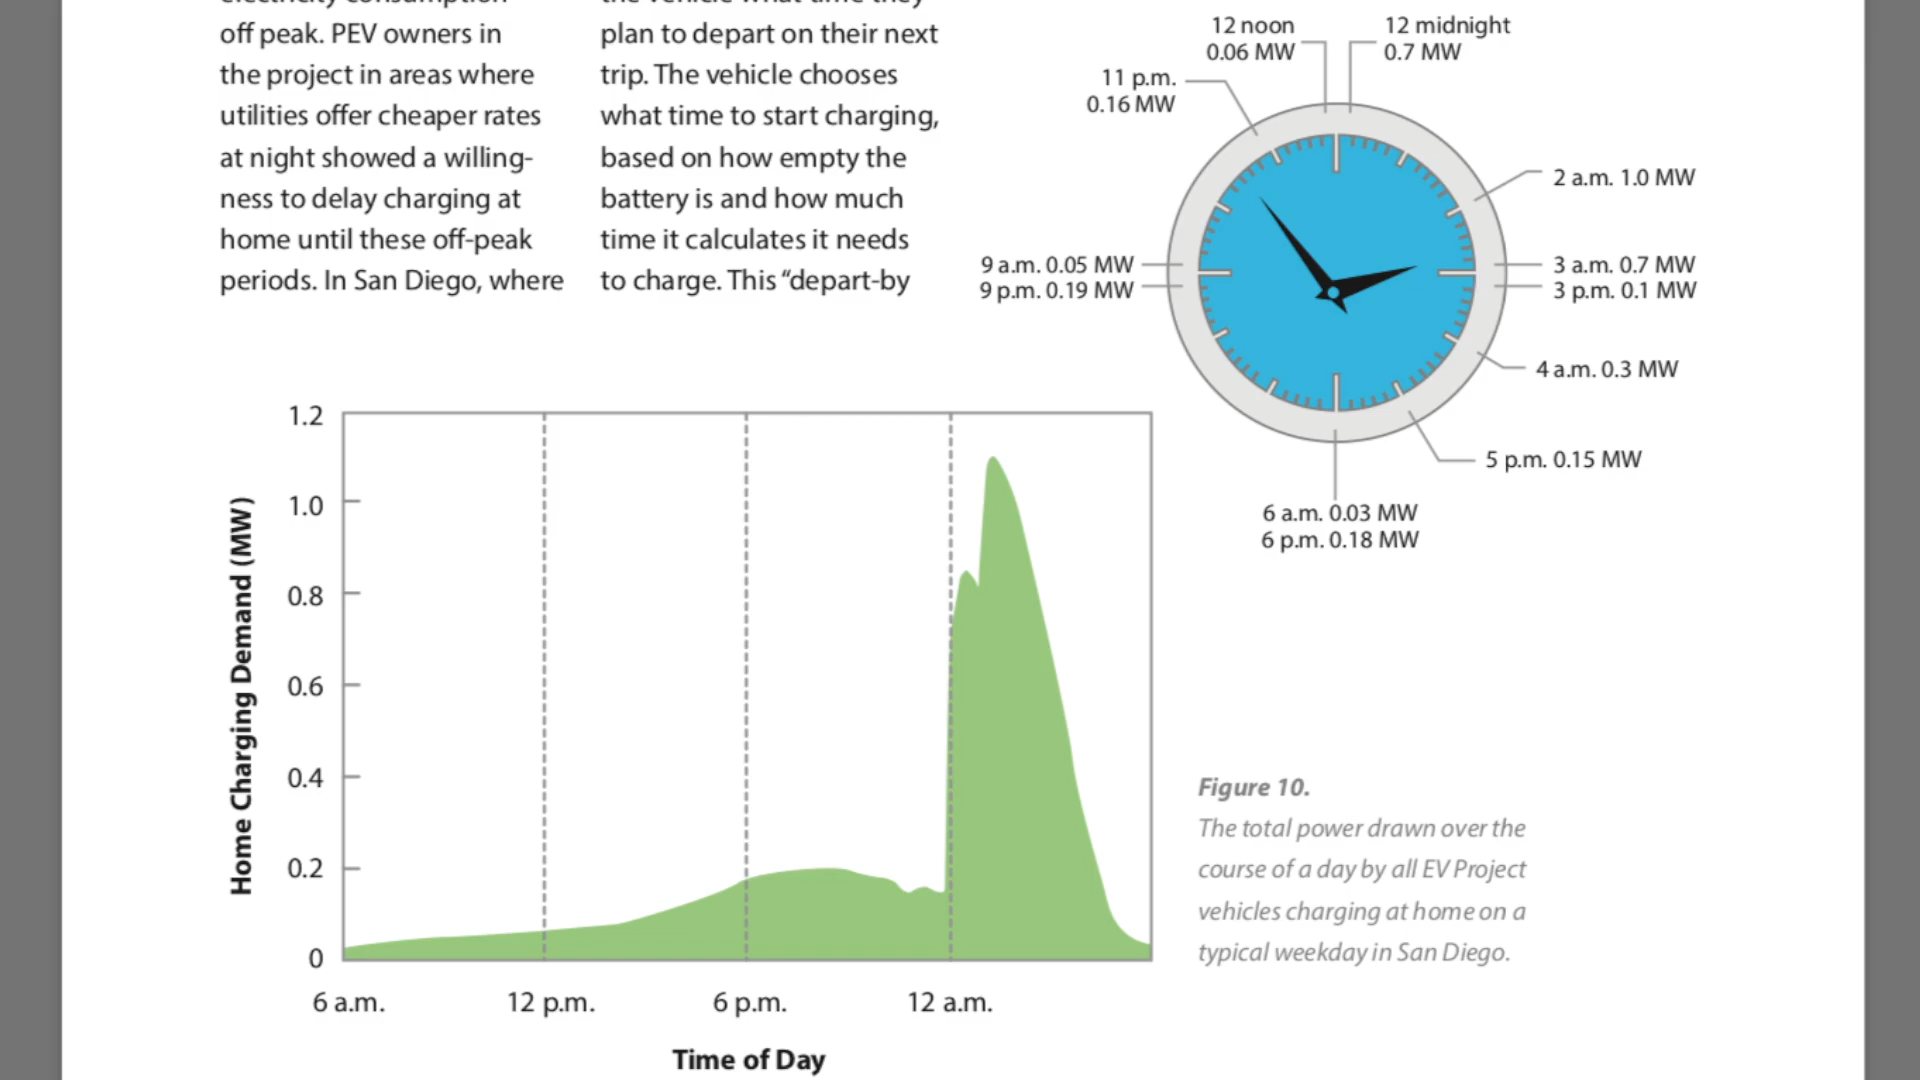 off peak. PEV owners in
the project in areas where
utilities offer cheaper rates
at night showed a willing-
ness to delay charging at
home until these off-peak
periods. In San Diego, where
plan to depart on their next
trip. The vehicle chooses
what time to start charging,
based on how empty the
battery is and how much
time it calculates it needs
to charge. This “depart-by
12 noon
0.06 MW
12 midnight
0.7 MW
11 p.m.
0.16 MW
2 a.m. 1.0 MW
9 a.m. 0.05 MW
9 p.m. 0.19 MW
3 a.m. 0.7 MW
3 p.m. 0.1 MW
4 a.m. 0.3 MW
5 p.m. 0.15 MW
6 a.m. 0.03 MW
6 p.m. 0.18 MW
Home Charging Demand (MW)
1.2
1.0
0.8
0.6
0.4
0.2
0
6 a.m.
12 p.m.
6 p.m.
12 a.m.
Time of Day
Figure 10.
The total power drawn over the
course of a day by all EV Project
vehicles charging at home on a
typical weekday in San Diego.